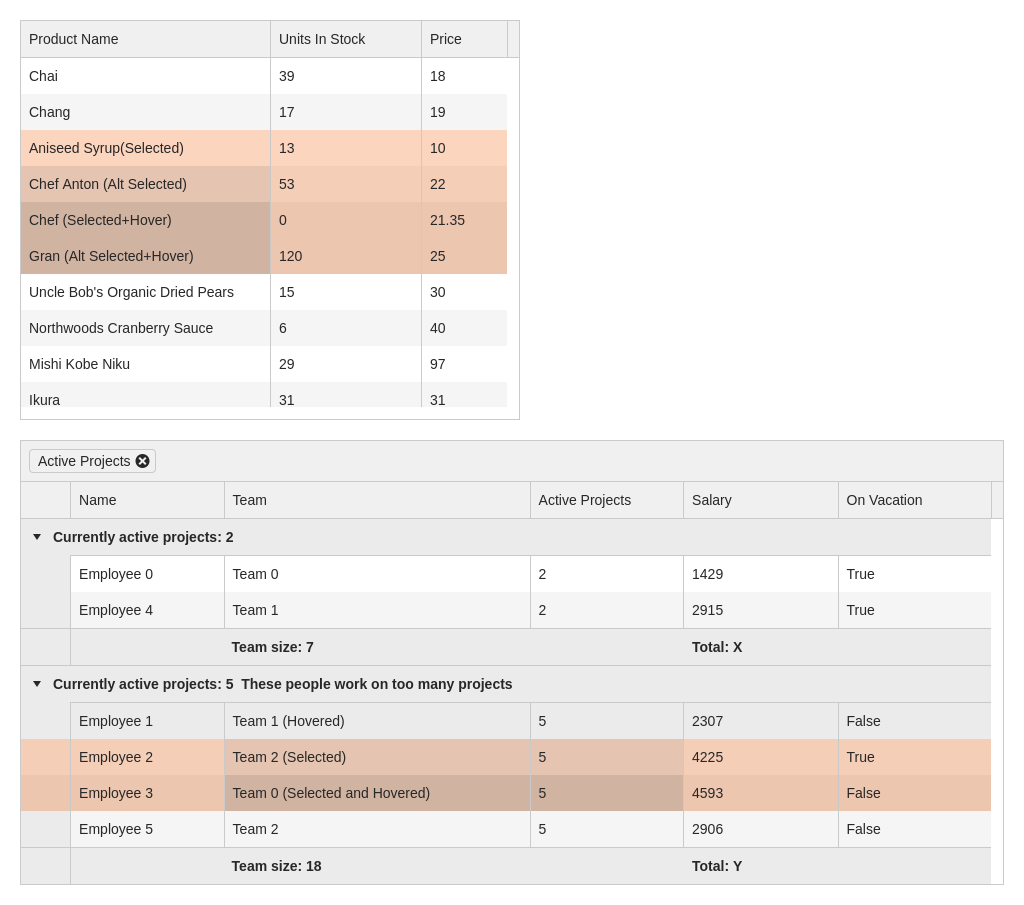 Product Name Units In Stock Price
Chai 39 18
Chang 17 19
Aniseed Syrup(Selected) 13 10
Chef Anton (Alt Selected) 53 22
Chef (Selected+Hover) 0 21.35
Gran (Alt Selected+Hover) 120 25
Uncle Bob's Organic Dried Pears 15 30
Northwoods Cranberry Sauce 6 40
Mishi Kobe Niku 29 97
Ikura 31 31
Active Projects
Name Team Active Projects Salary On Vacation
Currently active projects: 2
Employee 0 Team 0 2 1429 True
Employee 4 Team 1 2 2915 True
Team size: 7 Total: X
Currently active projects: 5 These people work on too many projects
Employee 1 Team 1 (Hovered) 5 2307 False
Employee 2 Team 2 (Selected) 5 4225 True
Employee 3 Team 0 (Selected and Hovered) 5 4593 False
Employee 5 Team 2 5 2906 False
Team size: 18 Total: Y